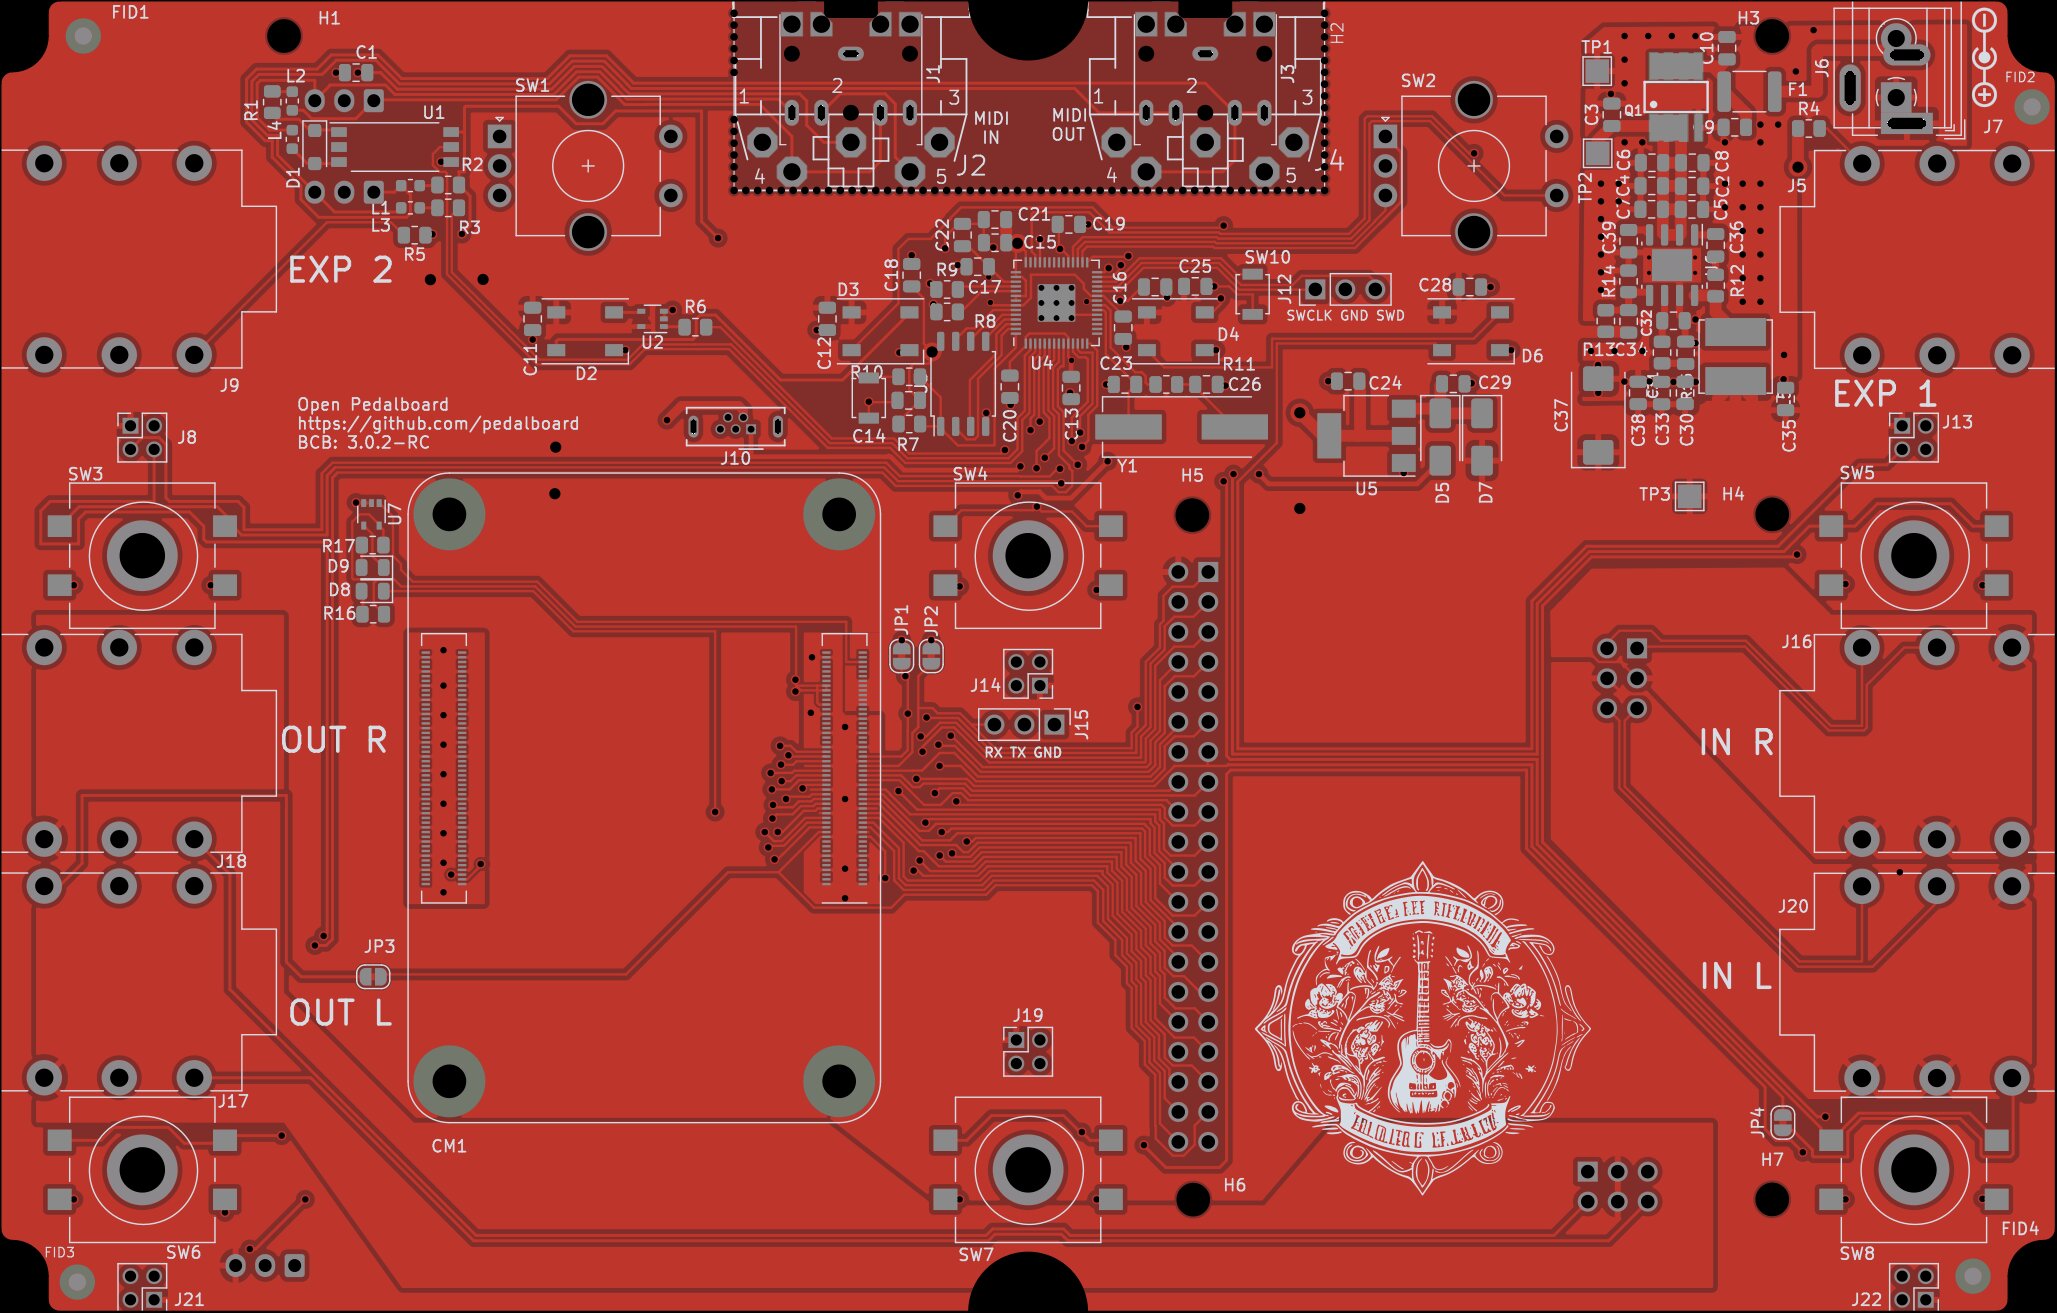 FID1
H1
H2
H3
FID2
C1
L2
R1
L4
U1
D1
R2
L1
L3
R3
R5
SW1
J1
1
2
3
MIDI
IN
4
5
J2
MIDI
OUT
1
2
3
J3
4
5
SW2
TP1
C3
TP2
Q1
C10
F1
R4
J6
J7
J5
C6
C8
C4
C2
C7
C5
C39
C36
R14
R12
C32
R13
C34
EXP 2
J9
C22
C21
C19
C15
C18
R9
C17
C16
C25
SW10
J12
SWCLK GND SWD
C28
D3
R8
C12
U4
C23
D4
R11
C26
R6
U2
C11
D2
D6
C29
C24
R10
C14
R7
C20
C13
Y1
H5
U5
D5
D7
C37
C38
C33
C30
C35
TP3
H4
EXP 1
Open Pedalboard
https://github.com/pedalboard
BCB: 3.0.2-RC
J10
J8
J13
SW3
SW4
SW5
U7
R17
D9
D8
R16
JP1
JP2
J14
J15
RX TX GND
J16
OUT R
IN R
J18
J20
JP3
OUT L
IN L
J19
J17
CM1
JP4
H7
H6
FID3
SW6
SW7
SW8
FID4
J21
J22